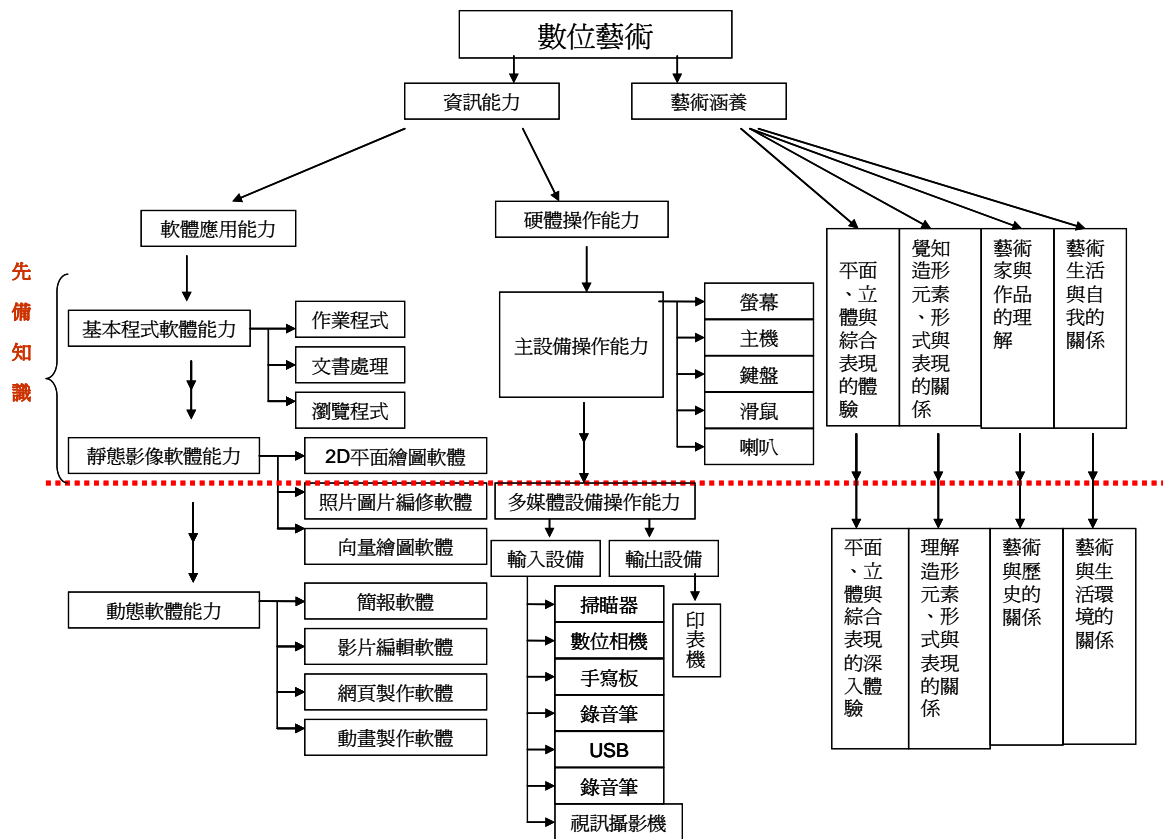 數位藝術
資訊能力
藝術涵養
軟體應用能力
硬體操作能力
先
備
知
識
基本程式軟體能力
作業程式
文書處理
瀏覽程式
靜態影像軟體能力
2D平面繪圖軟體
照片圖片編修軟體
向量繪圖軟體
動態軟體能力
簡報軟體
影片編輯軟體
網頁製作軟體
動畫製作軟體
主設備操作能力
螢幕
主機
鍵盤
滑鼠
喇叭
多媒體設備操作能力
輸入設備
輸出設備
掃瞄器
數位相機
手寫板
錄音筆
USB
錄音筆
視訊攝影機
印
表
機
平面
、立
體與
綜合
表現
的體
驗
覺知
造形
元素
、形
式與
表現
的關
係
藝術
家與
作品
的理
解
藝術
生活
與自
我的
關係
平面
、立
體與
綜合
表現
的深
入體
驗
理解
造形
元素
、形
式與
表現
的關
係
藝術
與歷
史的
關係
藝術
與生
活環
境的
關係